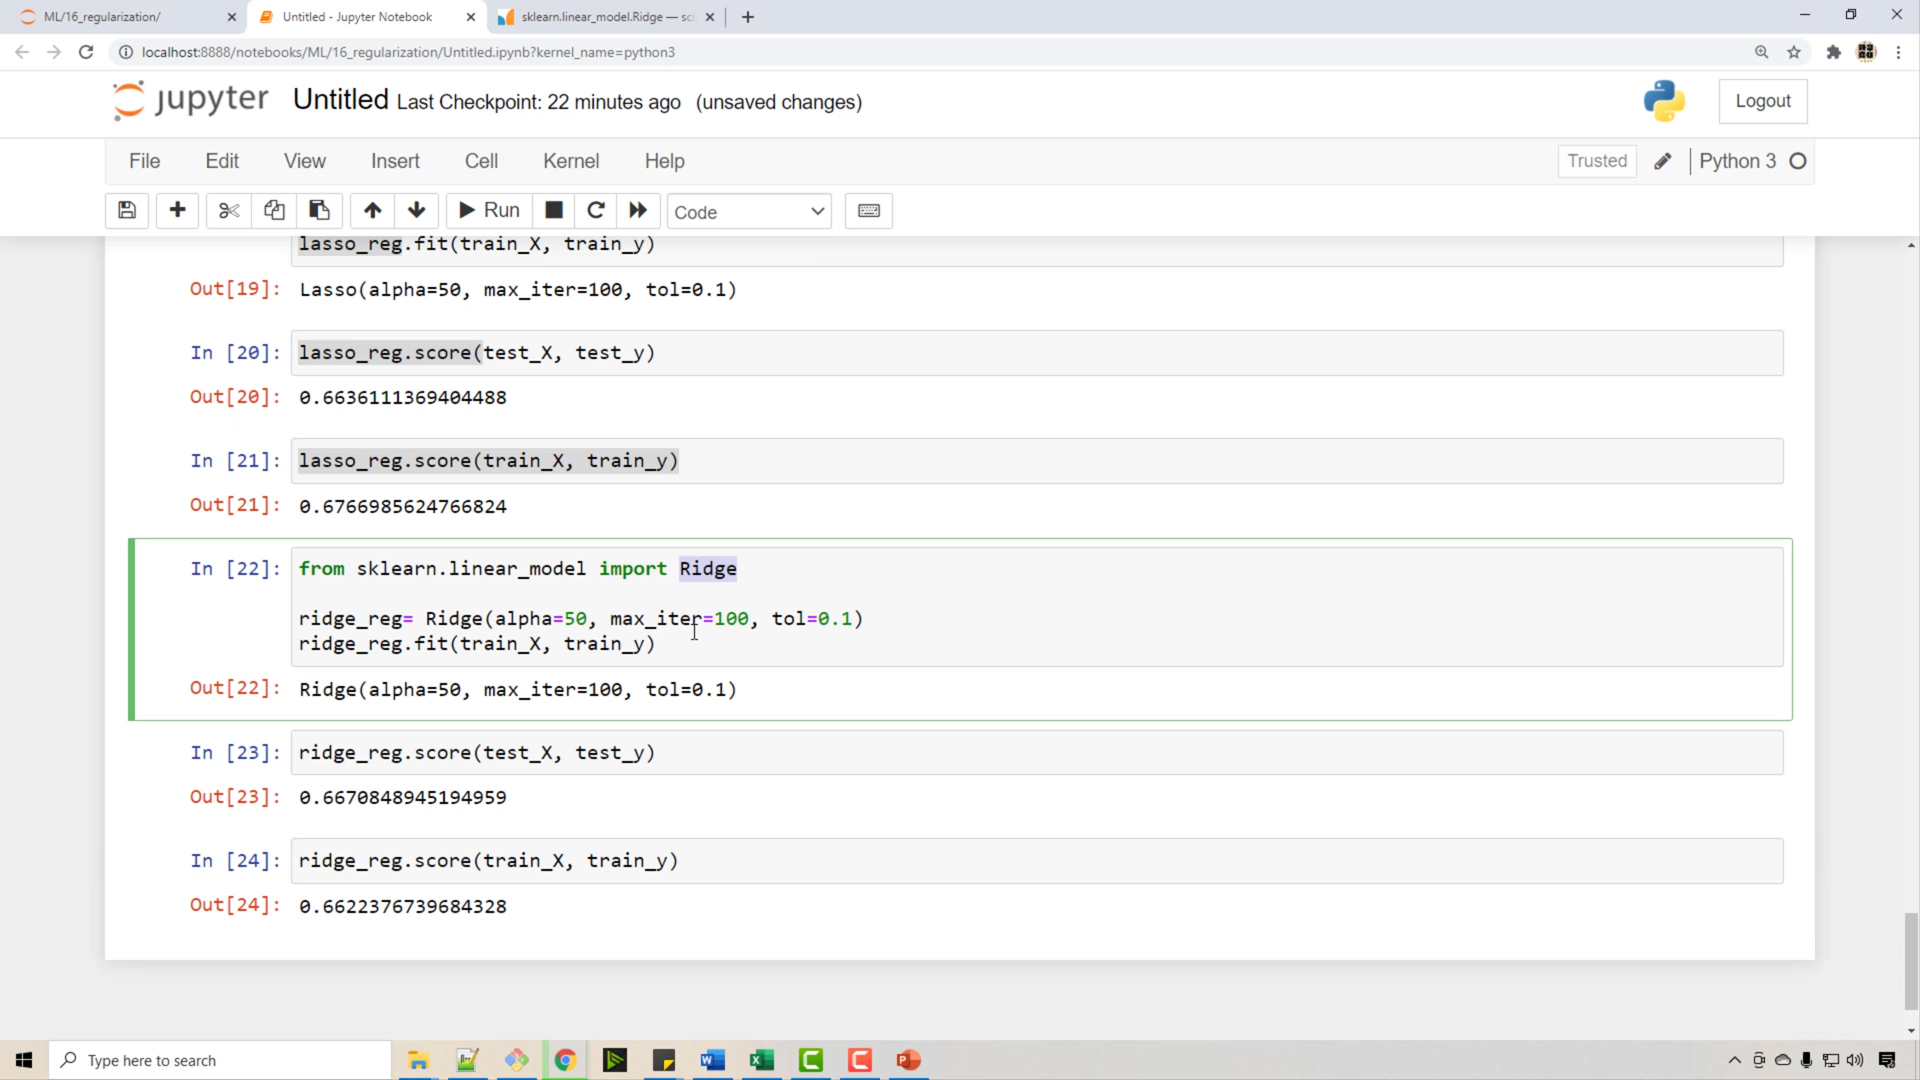 ML/16_regularization/
Untitled - Jupyter Notebook
sklearn.linear_model.Ridge — sci
localhost:8888/notebooks/ML/16_regularization/Untitled.ipynb?kernel_name=python3
jupyter Untitled Last Checkpoint: 22 minutes ago (unsaved changes)
Logout
File Edit View Insert Cell Kernel Help
Trusted
Python 3
Run
Code
lasso_reg.fit(train_X, train_y)
Out[19]: Lasso(alpha=50, max_iter=100, tol=0.1)
In [20]: lasso_reg.score(test_X, test_y)
Out[20]: 0.6636111369404488
In [21]: lasso_reg.score(train_X, train_y)
Out[21]: 0.6766985624766824
In [22]: from sklearn.linear_model import Ridge
ridge_reg= Ridge(alpha=50, max_iter=100, tol=0.1)
ridge_reg.fit(train_X, train_y)
Out[22]: Ridge(alpha=50, max_iter=100, tol=0.1)
In [23]: ridge_reg.score(test_X, test_y)
Out[23]: 0.6670848945194959
In [24]: ridge_reg.score(train_X, train_y)
Out[24]: 0.6622376739684328
Type here to search